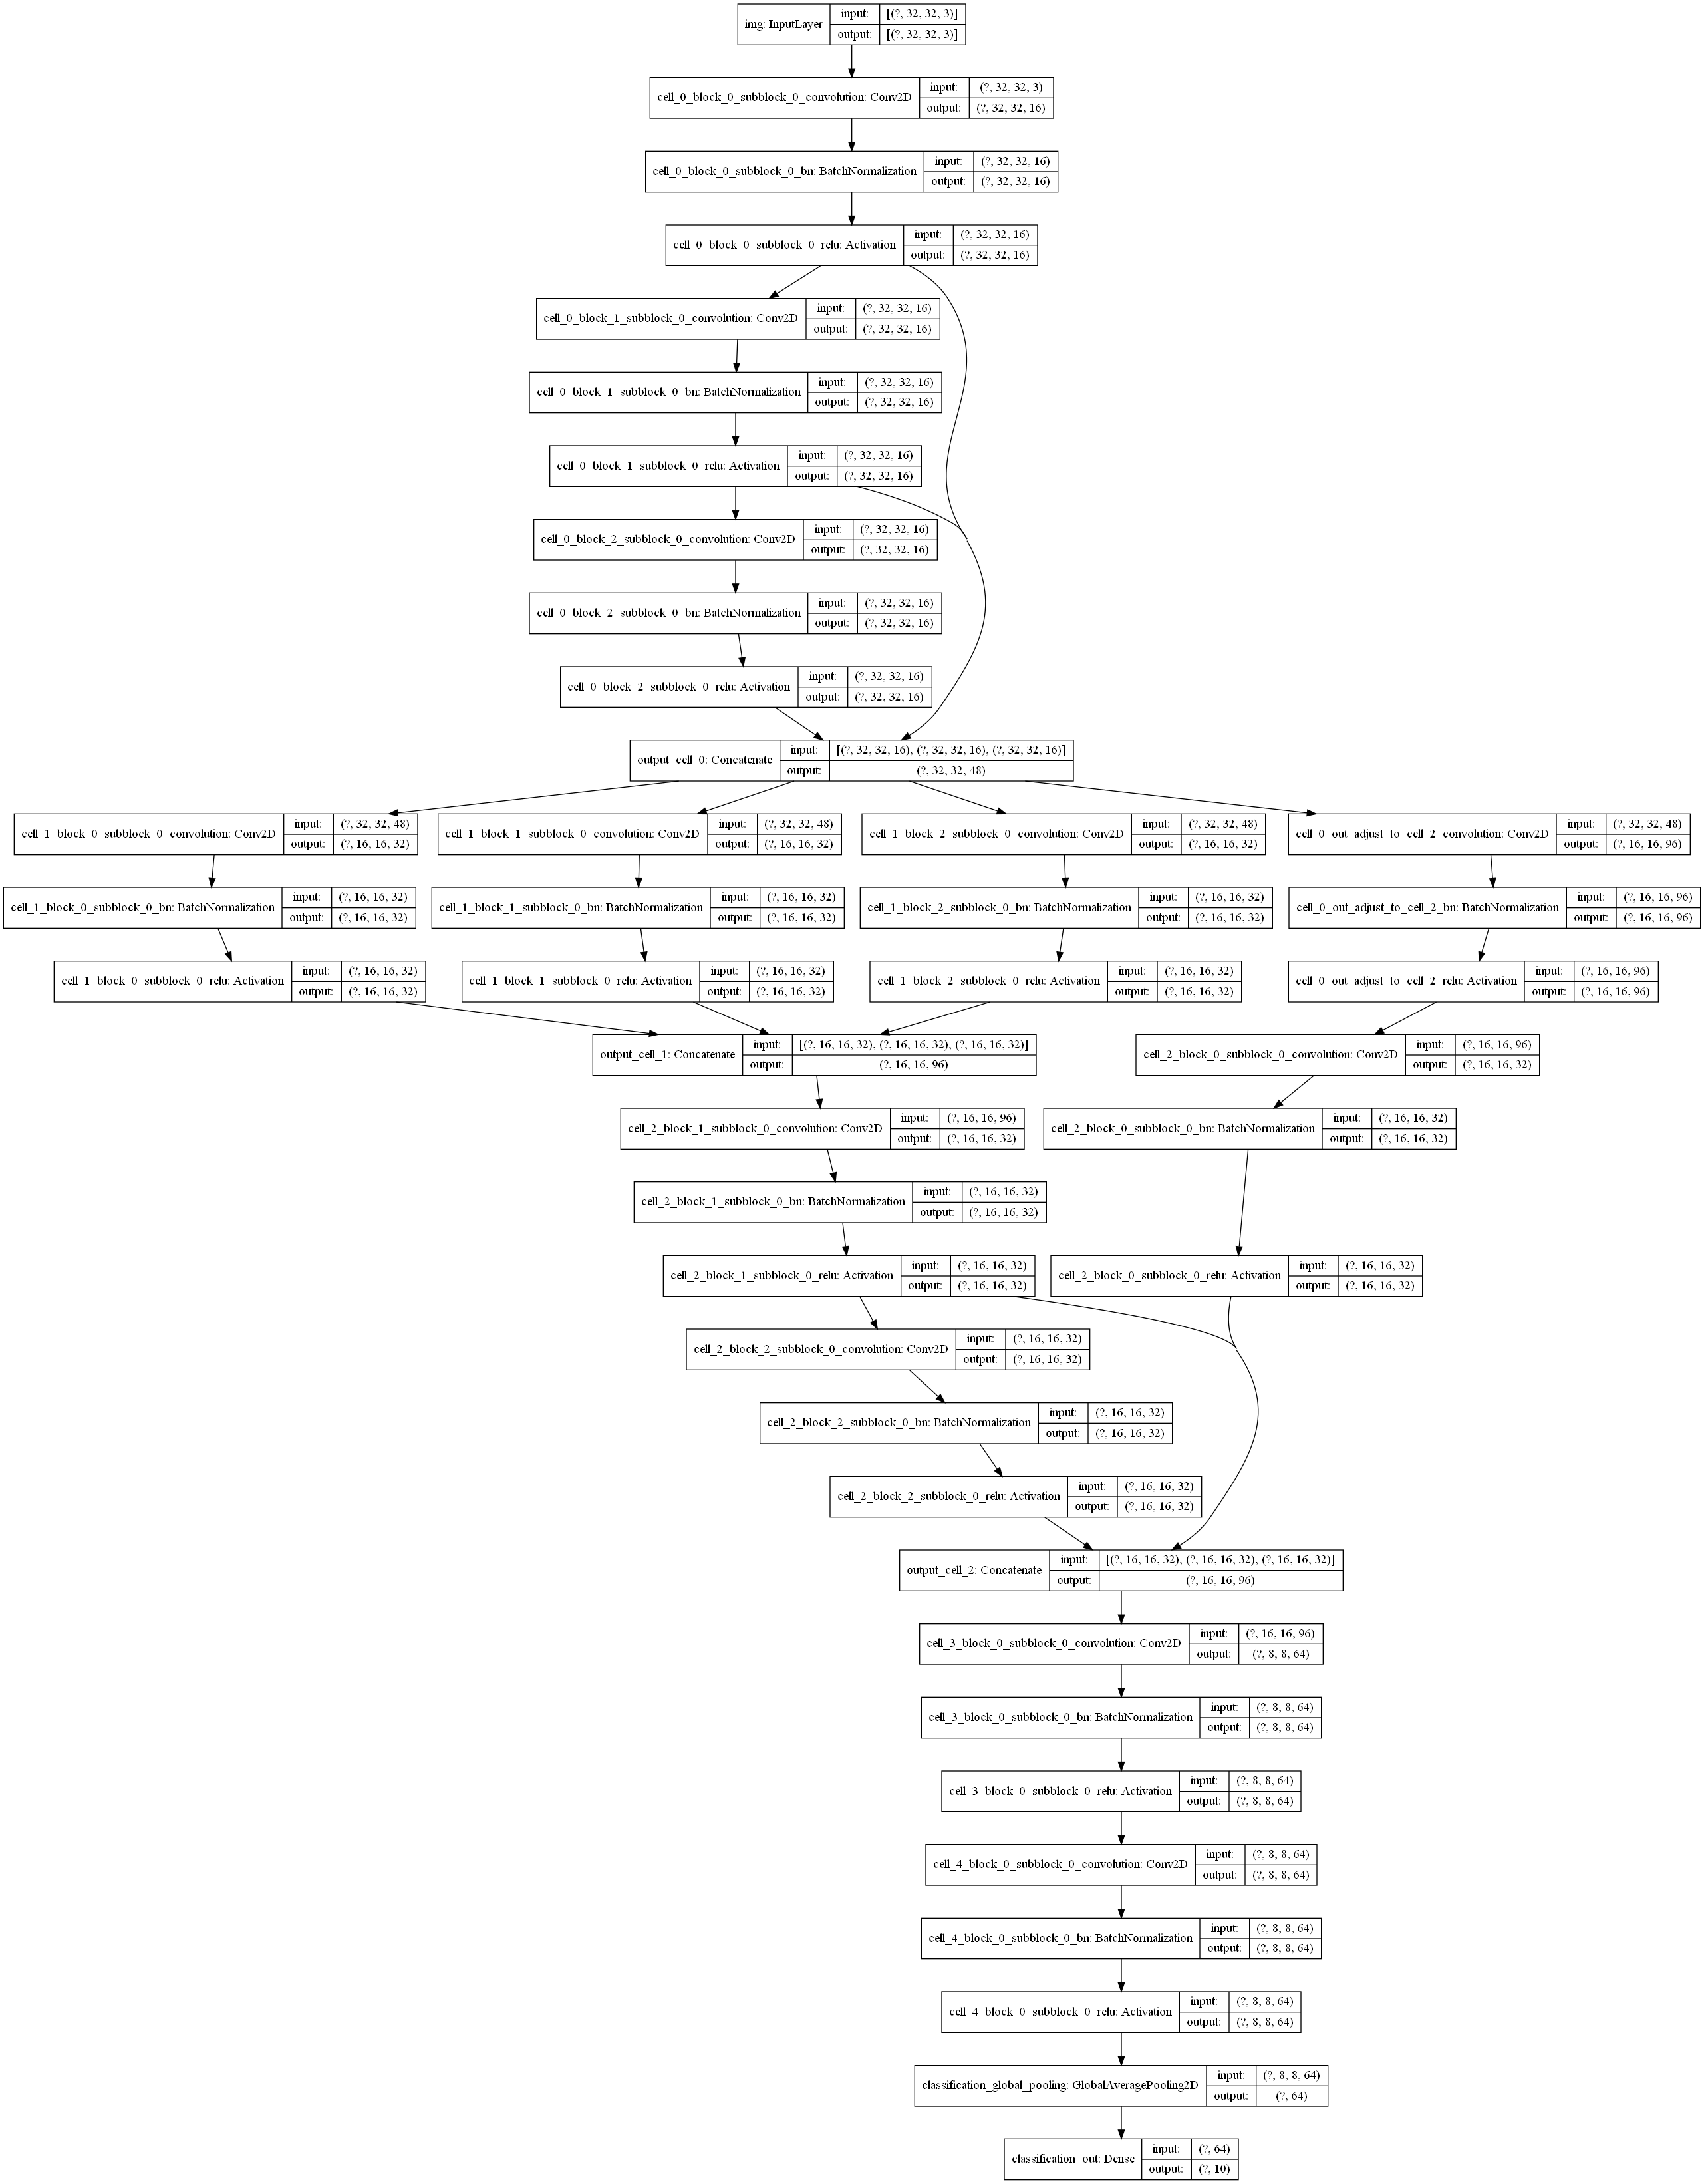 img: InputLayer
input: [(?, 32, 32, 3)]
output: [(?, 32, 32, 3)]
cell_0_block_0_subblock_0_convolution: Conv2D
input: (?, 32, 32, 3)
output: (?, 32, 32, 16)
cell_0_block_0_subblock_0_bn: BatchNormalization
input: (?, 32, 32, 16)
output: (?, 32, 32, 16)
cell_0_block_0_subblock_0_relu: Activation
input: (?, 32, 32, 16)
output: (?, 32, 32, 16)
cell_0_block_1_subblock_0_convolution: Conv2D
input: (?, 32, 32, 16)
output: (?, 32, 32, 16)
cell_0_block_1_subblock_0_bn: BatchNormalization
input: (?, 32, 32, 16)
output: (?, 32, 32, 16)
cell_0_block_1_subblock_0_relu: Activation
input: (?, 32, 32, 16)
output: (?, 32, 32, 16)
cell_0_block_2_subblock_0_convolution: Conv2D
input: (?, 32, 32, 16)
output: (?, 32, 32, 16)
cell_0_block_2_subblock_0_bn: BatchNormalization
input: (?, 32, 32, 16)
output: (?, 32, 32, 16)
cell_0_block_2_subblock_0_relu: Activation
input: (?, 32, 32, 16)
output: (?, 32, 32, 16)
output_cell_0: Concatenate
input: [(?, 32, 32, 16), (?, 32, 32, 16), (?, 32, 32, 16)]
output: (?, 32, 32, 48)
cell_1_block_0_subblock_0_convolution: Conv2D
input: (?, 32, 32, 48)
output: (?, 16, 16, 32)
cell_1_block_1_subblock_0_convolution: Conv2D
input: (?, 32, 32, 48)
output: (?, 16, 16, 32)
cell_1_block_2_subblock_0_convolution: Conv2D
input: (?, 32, 32, 48)
output: (?, 16, 16, 32)
cell_0_out_adjust_to_cell_2_convolution: Conv2D
input: (?, 32, 32, 48)
output: (?, 16, 16, 96)
cell_1_block_0_subblock_0_bn: BatchNormalization
input: (?, 16, 16, 32)
output: (?, 16, 16, 32)
cell_1_block_1_subblock_0_bn: BatchNormalization
input: (?, 16, 16, 32)
output: (?, 16, 16, 32)
cell_1_block_2_subblock_0_bn: BatchNormalization
input: (?, 16, 16, 32)
output: (?, 16, 16, 32)
cell_0_out_adjust_to_cell_2_bn: BatchNormalization
input: (?, 16, 16, 96)
output: (?, 16, 16, 96)
cell_1_block_0_subblock_0_relu: Activation
input: (?, 16, 16, 32)
output: (?, 16, 16, 32)
cell_1_block_1_subblock_0_relu: Activation
input: (?, 16, 16, 32)
output: (?, 16, 16, 32)
cell_1_block_2_subblock_0_relu: Activation
input: (?, 16, 16, 32)
output: (?, 16, 16, 32)
cell_0_out_adjust_to_cell_2_relu: Activation
input: (?, 16, 16, 96)
output: (?, 16, 16, 96)
output_cell_1: Concatenate
input: [(?, 16, 16, 32), (?, 16, 16, 32), (?, 16, 16, 32)]
output: (?, 16, 16, 96)
cell_2_block_0_subblock_0_convolution: Conv2D
input: (?, 16, 16, 96)
output: (?, 16, 16, 32)
cell_2_block_1_subblock_0_convolution: Conv2D
input: (?, 16, 16, 96)
output: (?, 16, 16, 32)
cell_2_block_0_subblock_0_bn: BatchNormalization
input: (?, 16, 16, 32)
output: (?, 16, 16, 32)
cell_2_block_1_subblock_0_bn: BatchNormalization
input: (?, 16, 16, 32)
output: (?, 16, 16, 32)
cell_2_block_1_subblock_0_relu: Activation
input: (?, 16, 16, 32)
output: (?, 16, 16, 32)
cell_2_block_0_subblock_0_relu: Activation
input: (?, 16, 16, 32)
output: (?, 16, 16, 32)
cell_2_block_2_subblock_0_convolution: Conv2D
input: (?, 16, 16, 32)
output: (?, 16, 16, 32)
cell_2_block_2_subblock_0_bn: BatchNormalization
input: (?, 16, 16, 32)
output: (?, 16, 16, 32)
cell_2_block_2_subblock_0_relu: Activation
input: (?, 16, 16, 32)
output: (?, 16, 16, 32)
output_cell_2: Concatenate
input: [(?, 16, 16, 32), (?, 16, 16, 32), (?, 16, 16, 32)]
output: (?, 16, 16, 96)
cell_3_block_0_subblock_0_convolution: Conv2D
input: (?, 16, 16, 96)
output: (?, 8, 8, 64)
cell_3_block_0_subblock_0_bn: BatchNormalization
input: (?, 8, 8, 64)
output: (?, 8, 8, 64)
cell_3_block_0_subblock_0_relu: Activation
input: (?, 8, 8, 64)
output: (?, 8, 8, 64)
cell_4_block_0_subblock_0_convolution: Conv2D
input: (?, 8, 8, 64)
output: (?, 8, 8, 64)
cell_4_block_0_subblock_0_bn: BatchNormalization
input: (?, 8, 8, 64)
output: (?, 8, 8, 64)
cell_4_block_0_subblock_0_relu: Activation
input: (?, 8, 8, 64)
output: (?, 8, 8, 64)
classification_global_pooling: GlobalAveragePooling2D
input: (?, 8, 8, 64)
output: (?, 64)
classification_out: Dense
input: (?, 64)
output: (?, 10)